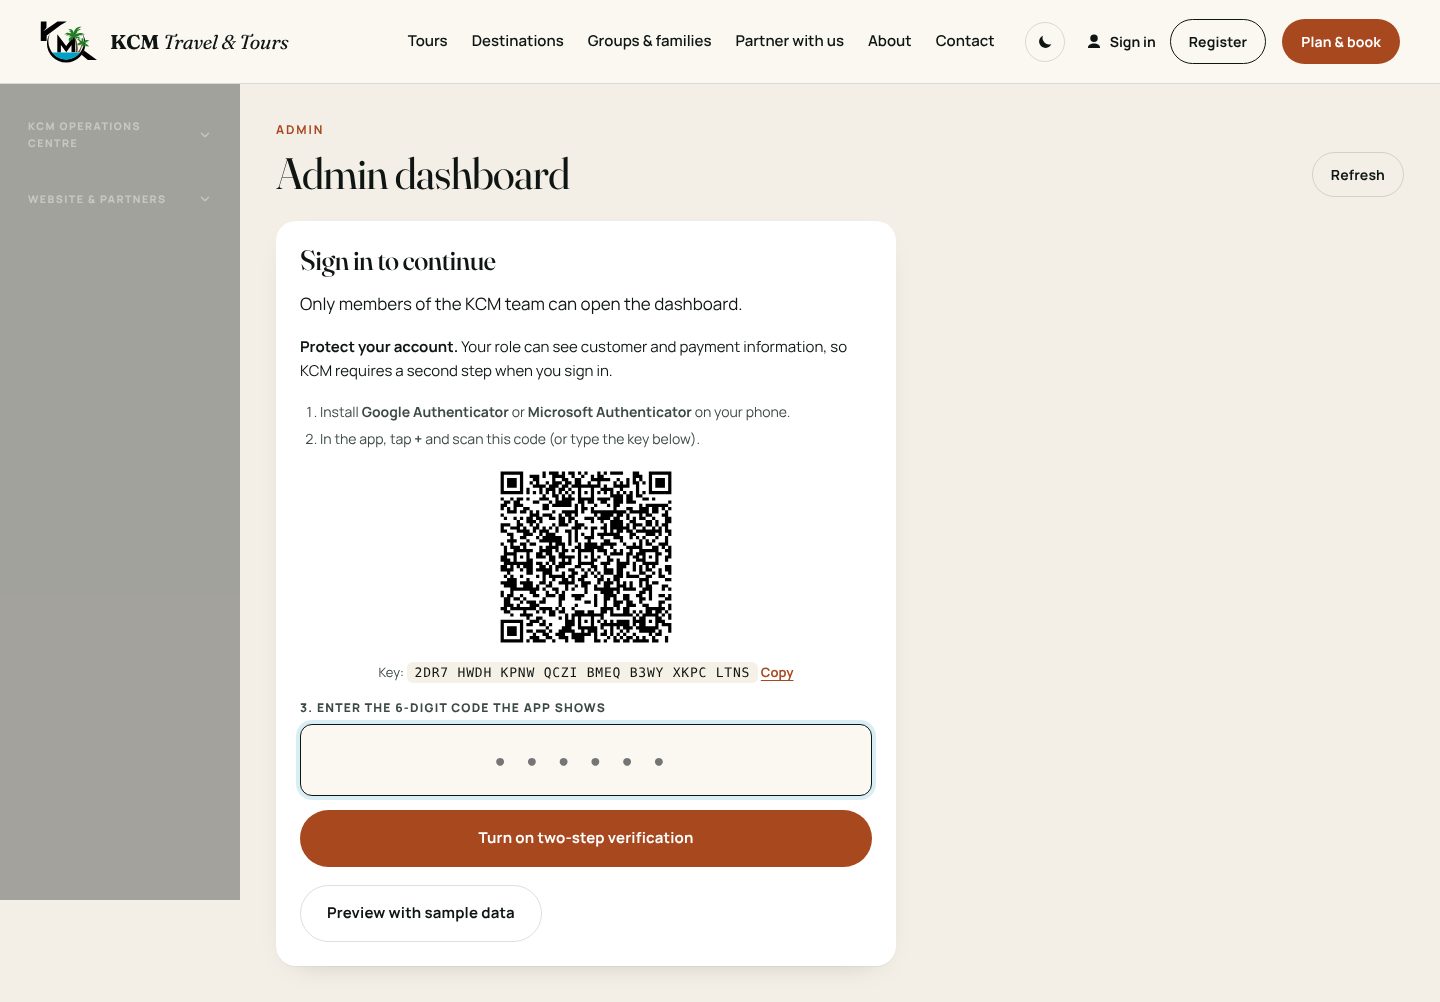 KCM Travel & Tours
Tours
Destinations
Groups & families
Partner with us
About
Contact
Sign in
Register
Plan & book
KCM OPERATIONS
CENTRE
WEBSITE & PARTNERS
ADMIN
Admin dashboard
Refresh
Sign in to continue
Only members of the KCM team can open the dashboard.
Protect your account. Your role can see customer and payment information, so
KCM requires a second step when you sign in.
1. Install Google Authenticator or Microsoft Authenticator on your phone.
2. In the app, tap + and scan this code (or type the key below).
Key: 2DR7 HWDH KPNW QCZI BMEQ B3WY XKPC LTNS Copy
3. ENTER THE 6-DIGIT CODE THE APP SHOWS
••••••
Turn on two-step verification
Preview with sample data